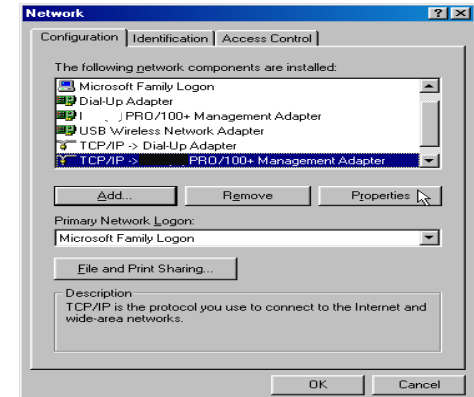 Network
Configuration Identification Access Control
The following network components are installed:
Microsoft Family Logon
Dial-Up Adapter
PRO/100+ Management Adapter
USB Wireless Network Adapter
TCP/IP -> Dial-Up Adapter
TCP/IP -> PRO/100+ Management Adapter
Add... Remove Properties
Primary Network Logon:
Microsoft Family Logon
File and Print Sharing...
Description
TCP/IP is the protocol you use to connect to the Internet and
wide-area networks.
OK Cancel